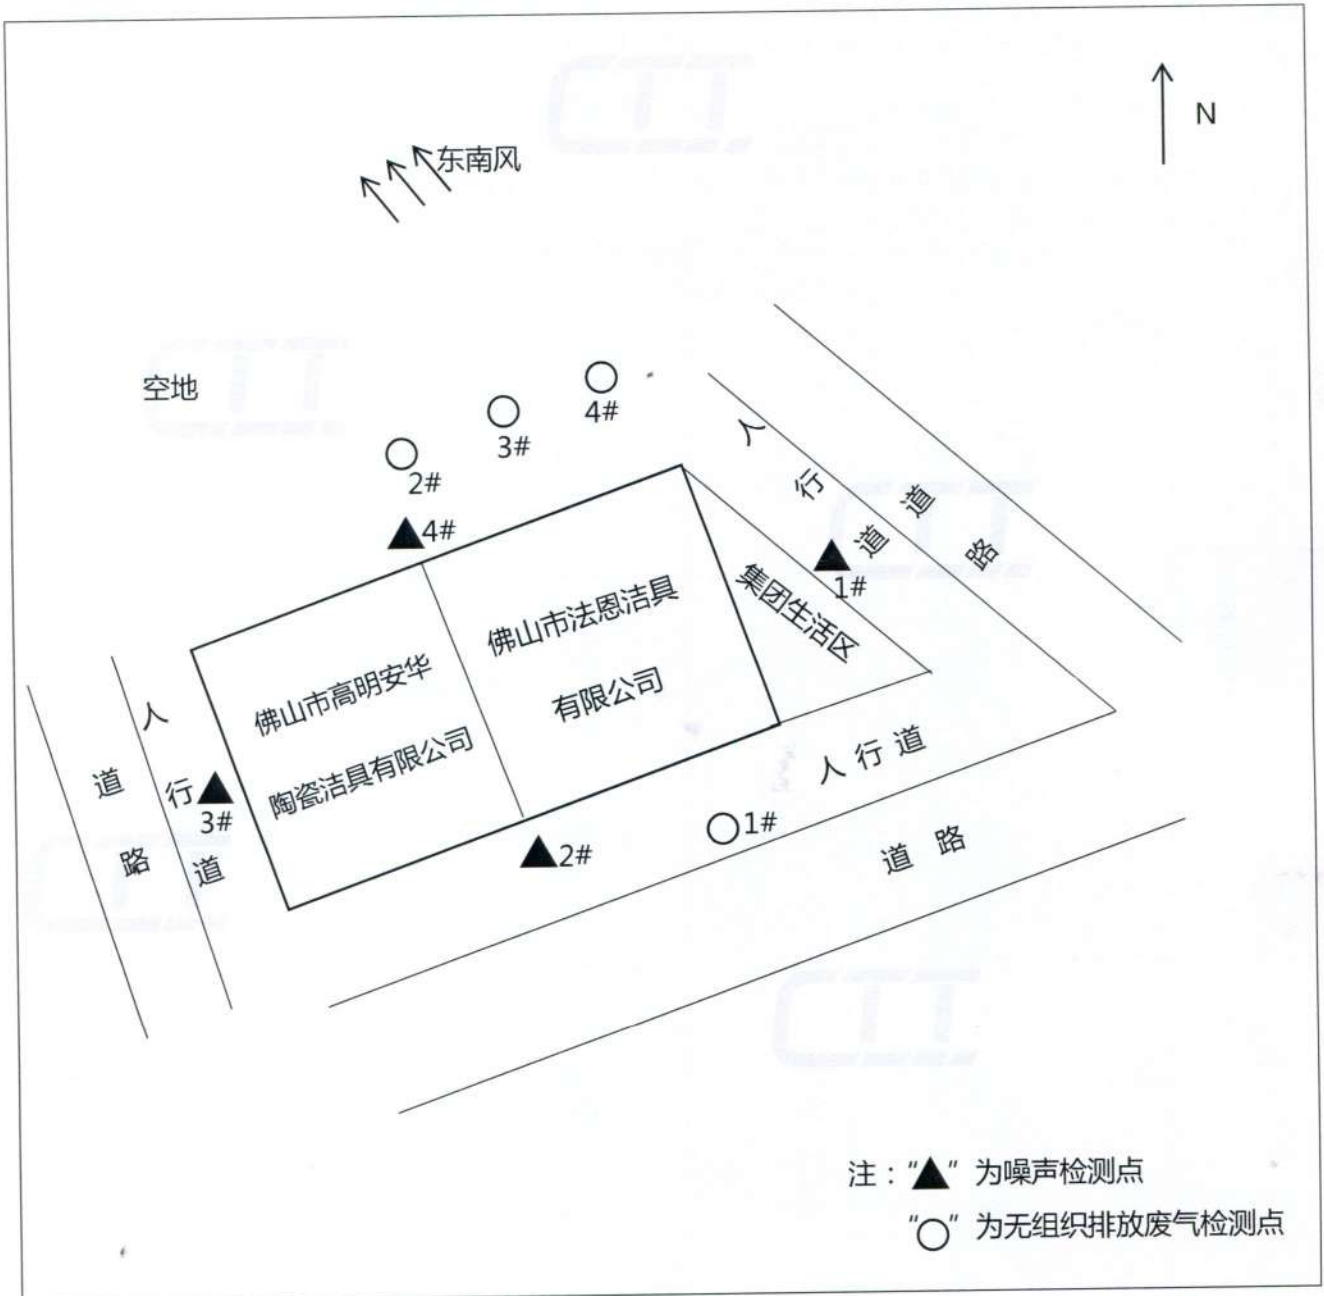 N
东南风
空地
4#
3#
2#
4#
人行道
道路
1#
集团生活区
佛山市法恩洁具
有限公司
佛山市高明安华
陶瓷洁具有限公司
人行道
道路
3#
2#
1#
人行道
道路
注："▲"为噪声检测点
"○"为无组织排放废气检测点